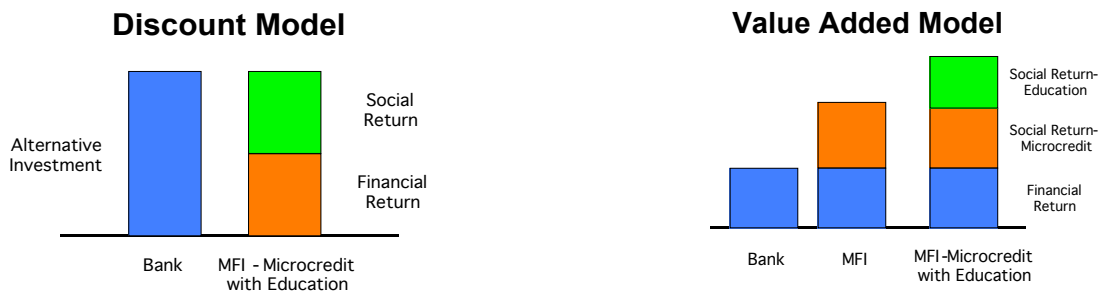 Discount Model
Alternative
Investment
Social
Return
Financial
Return
Bank
MFI - Microcredit
with Education
Value Added Model
Social Return-
Education
Social Return-
Microcredit
Financial
Return
Bank
MFI
MFI-Microcredit
with Education